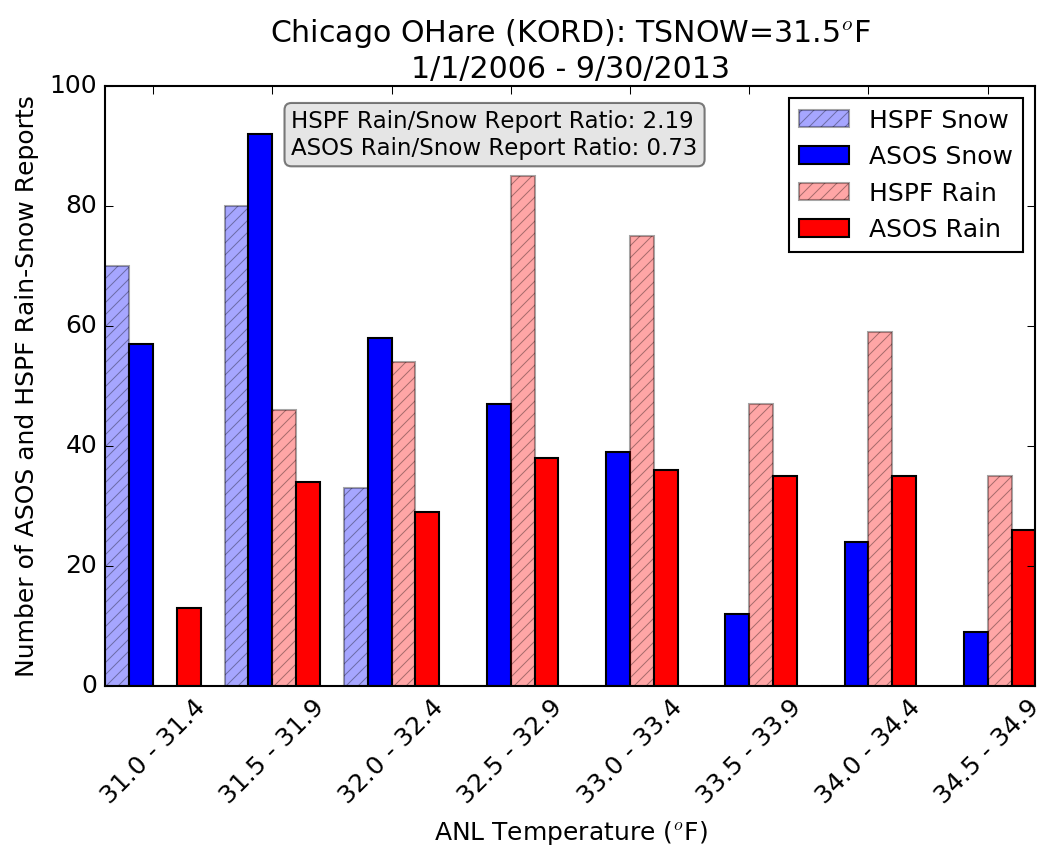 Chicago OHare (KORD): TSNOW=31.5°F
1/1/2006 - 9/30/2013
HSPF Rain/Snow Report Ratio: 2.19
ASOS Rain/Snow Report Ratio: 0.73
HSPF Snow
ASOS Snow
HSPF Rain
ASOS Rain
Number of ASOS and HSPF Rain-Snow Reports
100
80
60
40
20
0
31.0 - 31.4
31.5 - 31.9
32.0 - 32.4
32.5 - 32.9
33.0 - 33.4
33.5 - 33.9
34.0 - 34.4
34.5 - 34.9
ANL Temperature (°F)